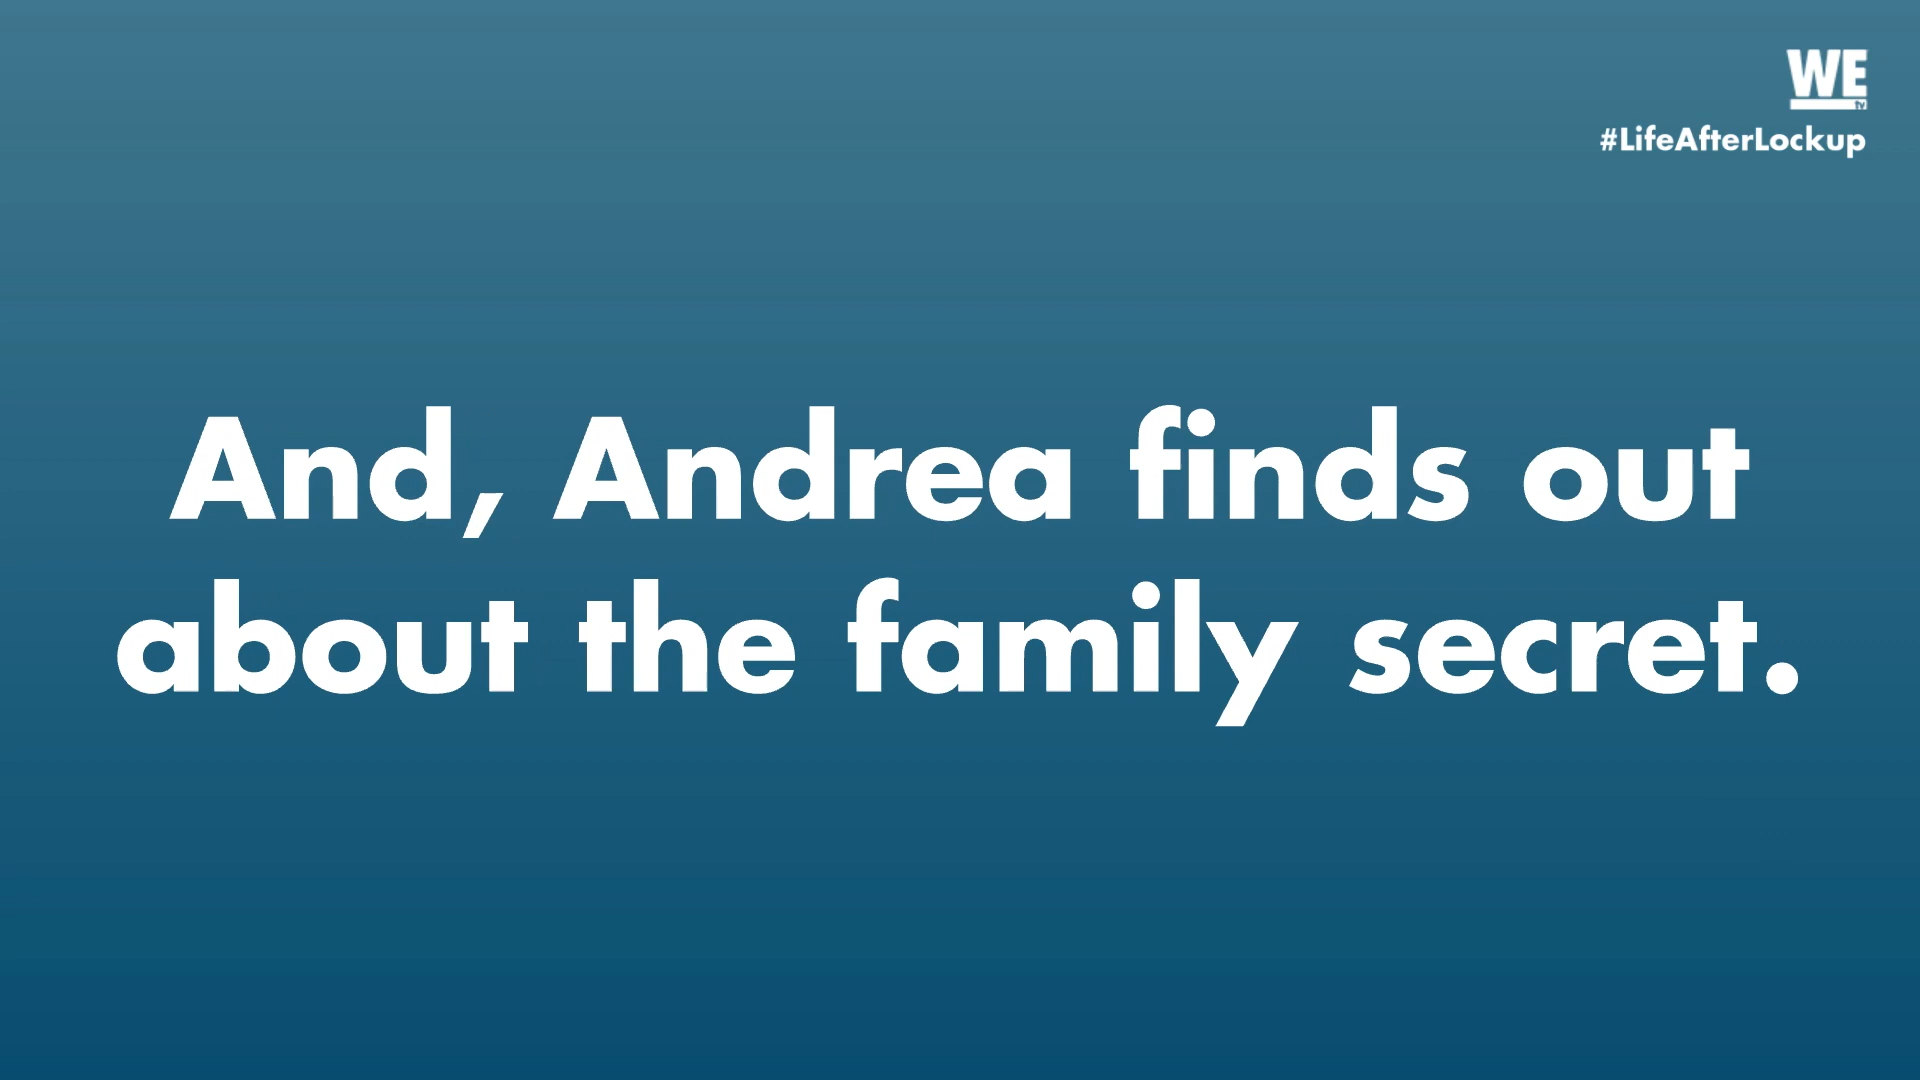 WE
tv
#LifeAfterLockup
And, Andrea finds out
about the family secret.